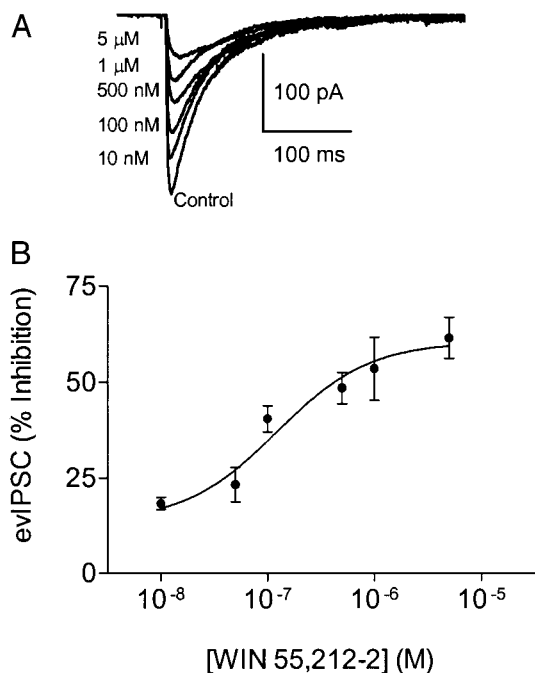 A
5 µM
1 µM
500 nM
100 nM
10 nM
Control
100 pA
100 ms
B
evIPSC (% Inhibition)
75
50
25
0
10⁻⁸
10⁻⁷
10⁻⁶
10⁻⁵
[WIN 55,212-2] (M)